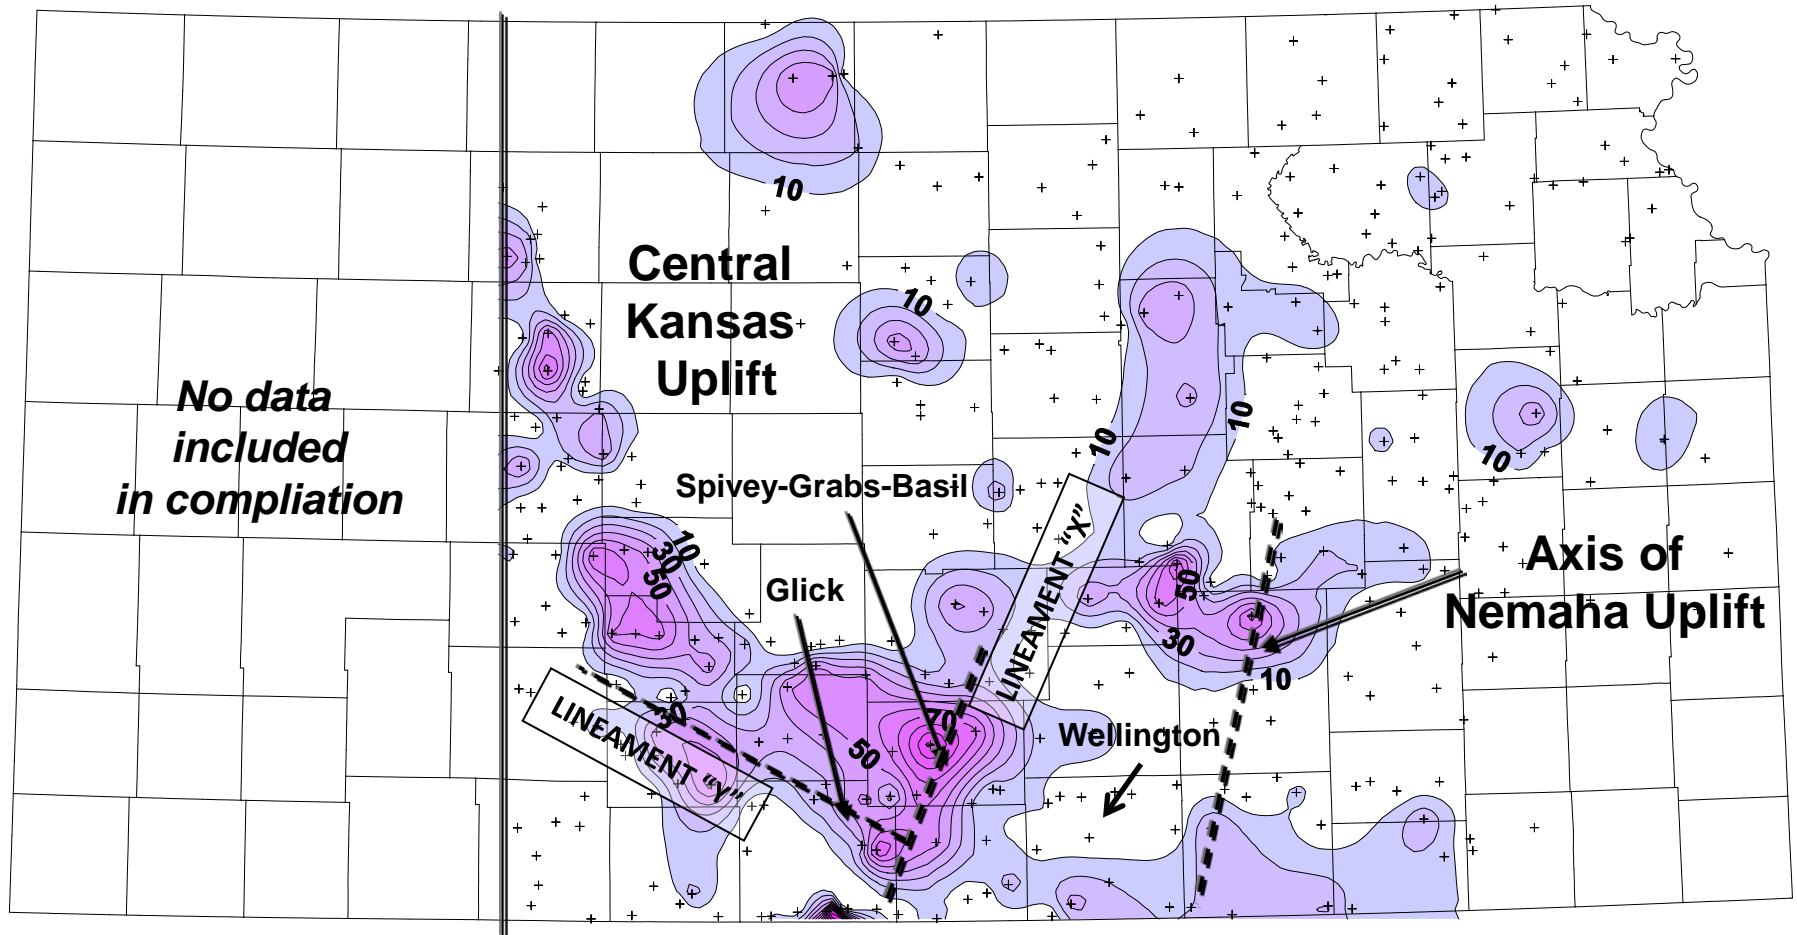 10
Central
Kansas
Uplift
10
No data
included
in compliation
10
10
10
Spivey-Grabs-Basil
LINEAMENT “X”
10
30
50
50
Axis of
Nemaha Uplift
Glick
30
10
LINEAMENT “Y”
30
70
50
Wellington